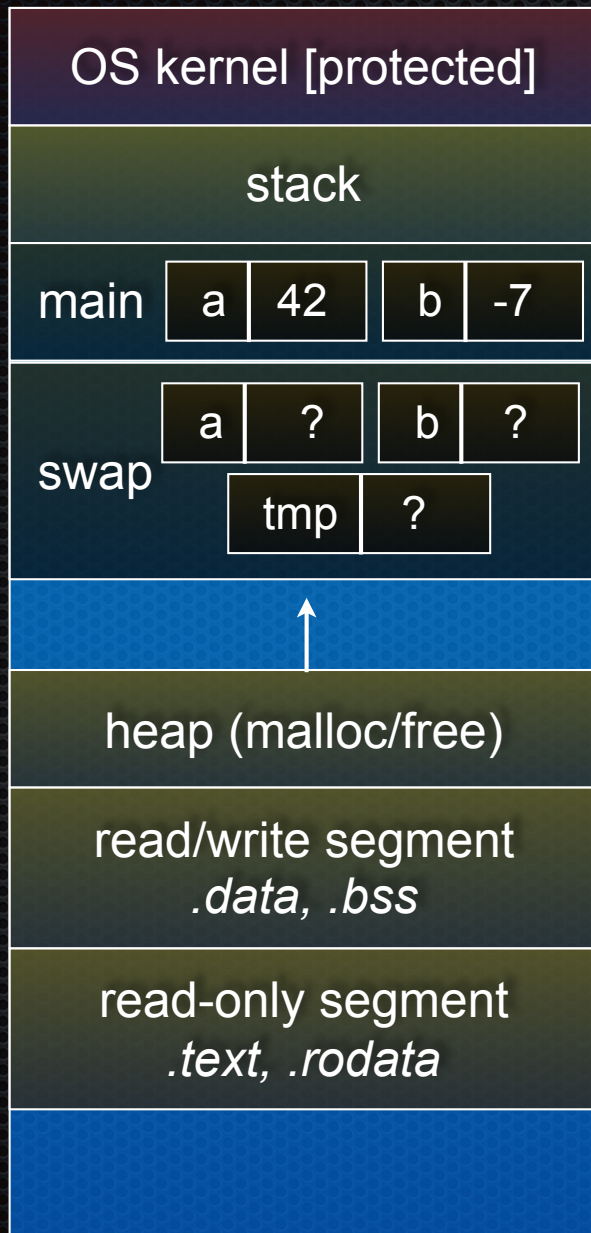 OS kernel [protected]
stack
main a 42 b -7
a ? b ?
swap
tmp ?
heap (malloc/free)
read/write segment
.data, .bss
read-only segment
.text, .rodata